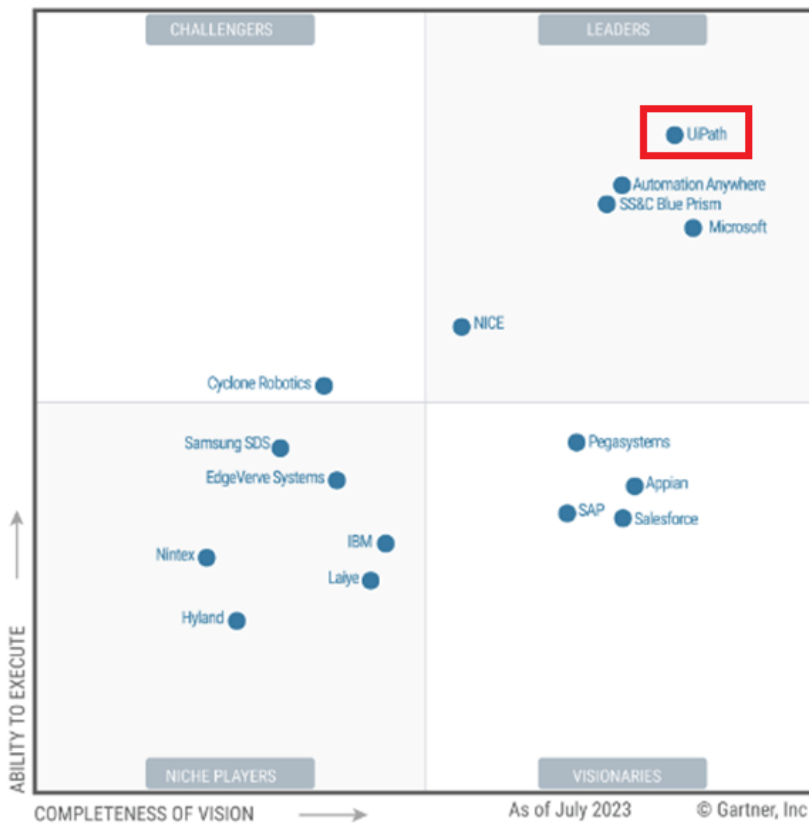 CHALLENGERS
LEADERS
UiPath
Automation Anywhere
SS&C Blue Prism
Microsoft
NICE
Cyclone Robotics
Samsung SDS
Pegasystems
EdgeVerve Systems
Appian
SAP
Salesforce
IBM
Nintex
Laiye
Hyland
ABILITY TO EXECUTE
NICHE PLAYERS
VISIONARIES
COMPLETENESS OF VISION
As of July 2023
© Gartner, Inc